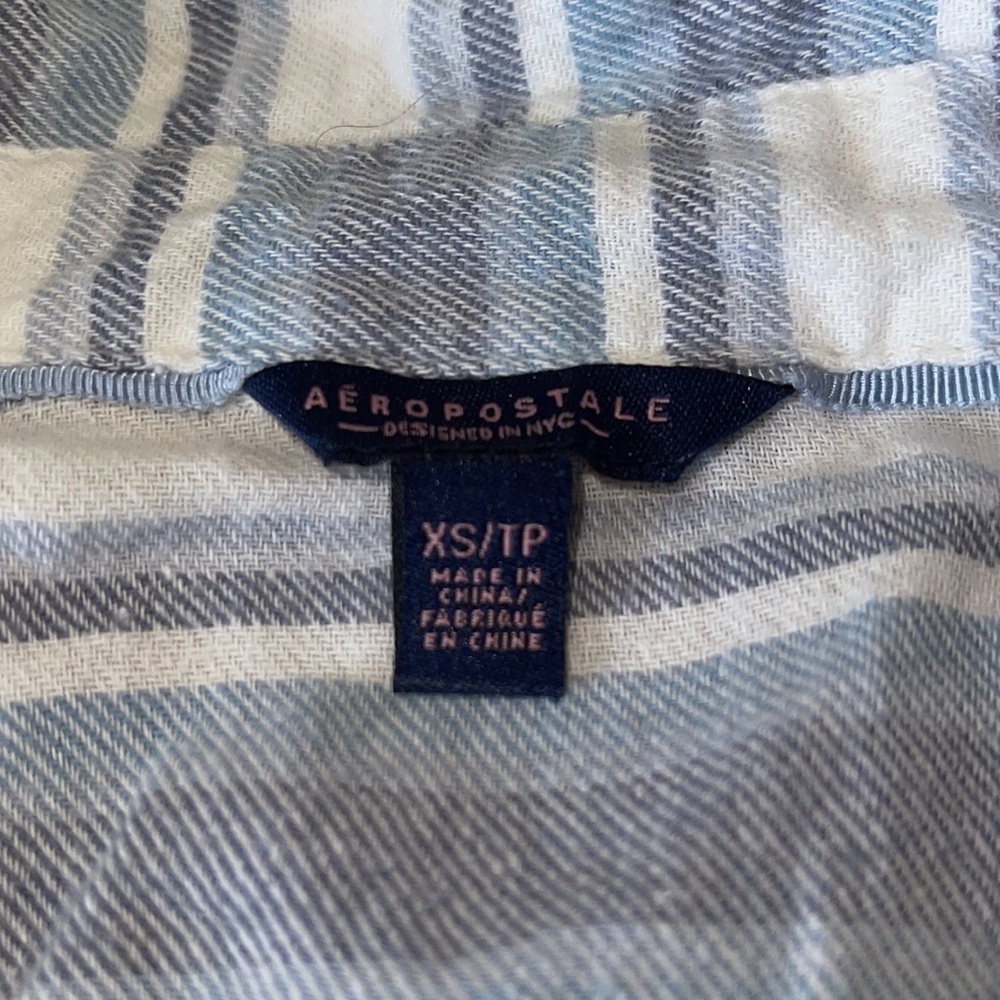 AÉROPOSTALE
DESIGNED IN NYC
XS/TP
MADE IN
CHINA/
FABRIQUÉ
EN CHINE